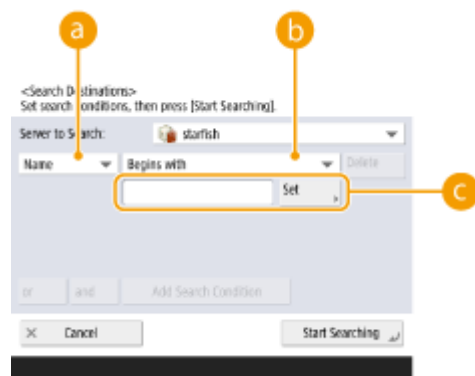 a
b
<Search Destinations>
Set search conditions, then press [Start Searching].
Server to Search: starfish
Name Begins with Delete
Set
c
or and Add Search Condition
× Cancel Start Searching